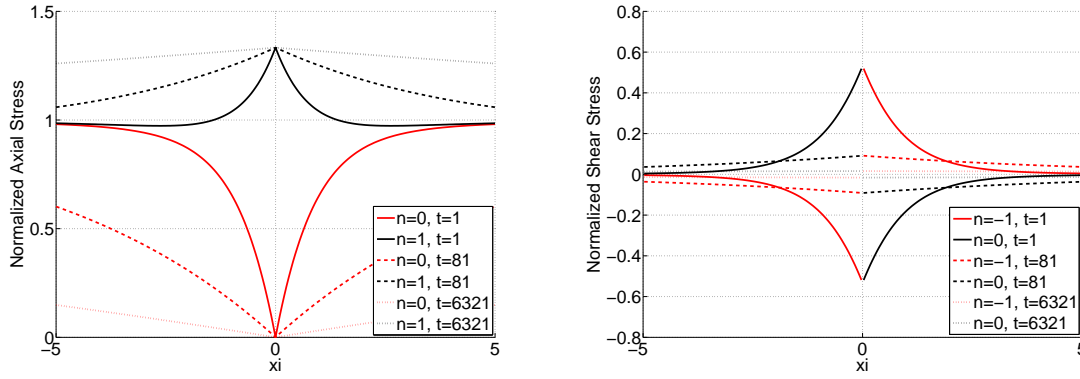 1.5
1
0.5
0
−5
0
5
Normalized Axial Stress
xi
n=0, t=1
n=1, t=1
n=0, t=81
n=1, t=81
n=0, t=6321
n=1, t=6321
0.8
0.6
0.4
0.2
0
−0.2
−0.4
−0.6
−0.8
−5
0
5
Normalized Shear Stress
xi
n=−1, t=1
n=0, t=1
n=−1, t=81
n=0, t=81
n=−1, t=6321
n=0, t=6321